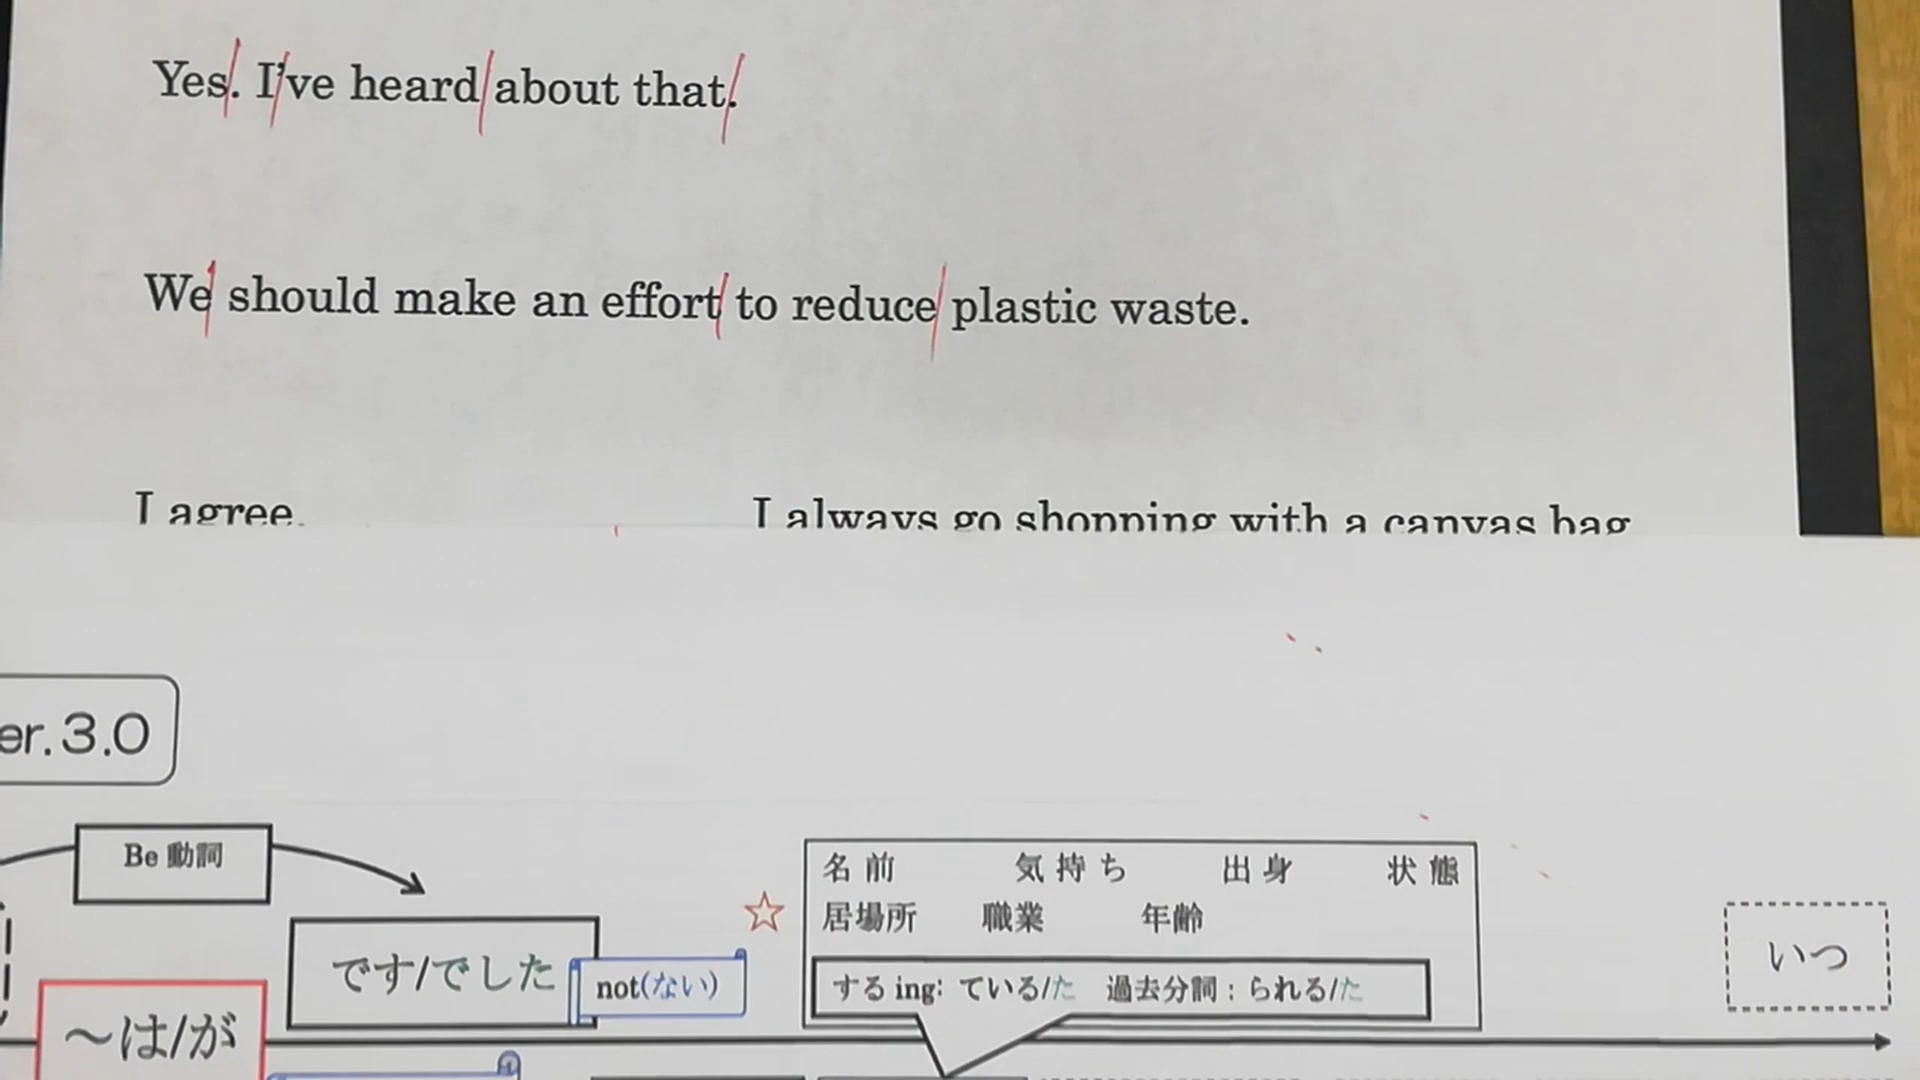 Yes. I've heard about that.
We should make an effort to reduce plastic waste.
I agree. I always go shopping with a canvas bag
er.3.0
Be 動詞
名前 気持ち 出身 状態
居場所 職業 年齢
です/でした
not(ない)
する ing: ている/た 過去分詞：られる/た
いつ
～は/が